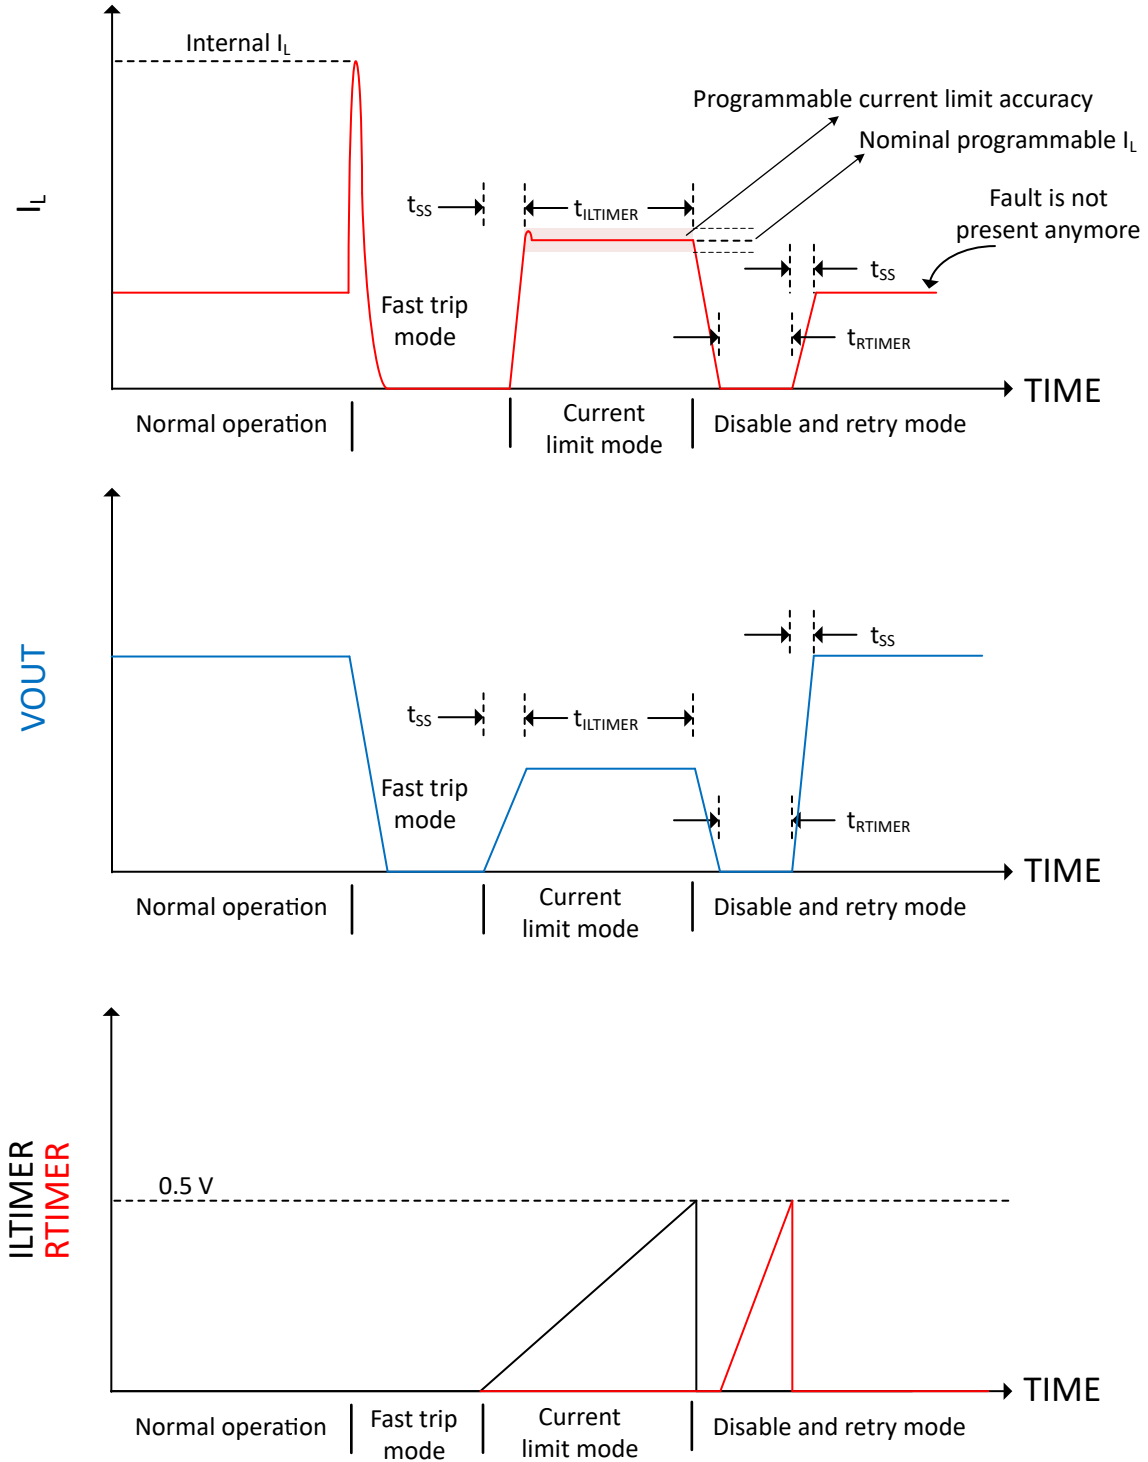 Internal IL
Programmable current limit accuracy
Nominal programmable IL
IL
tSS
tILTIMER
Fault is not
present anymore
tSS
Fast trip
mode
tRTIMER
TIME
Normal operation
Current
limit mode
Disable and retry mode
VOUT
tSS
tSS
tILTIMER
Fast trip
mode
tRTIMER
TIME
Normal operation
Current
limit mode
Disable and retry mode
ILTIMER
RTIMER
0.5 V
TIME
Normal operation
Fast trip
mode
Current
limit mode
Disable and retry mode